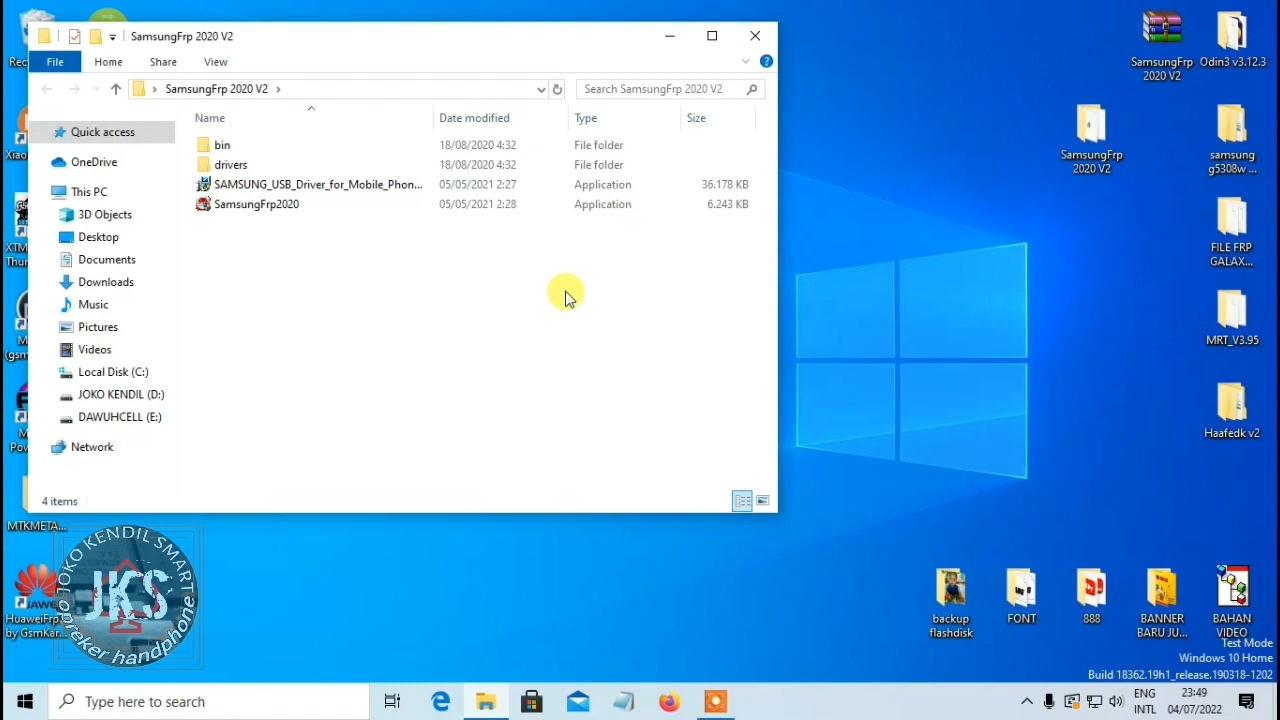 SamsungFrp 2020 V2
File
Home
Share
View
SamsungFrp 2020 V2
Search SamsungFrp 2020 V2
Name
Date modified
Type
Size
Quick access
OneDrive
This PC
3D Objects
Desktop
Documents
Downloads
Music
Pictures
Videos
Local Disk (C:)
JOKO KENDIL (D:)
DAWUHCELL (E:)
Network
bin 18/08/2020 4:32 File folder
drivers 18/08/2020 4:32 File folder
SAMSUNG_USB_Driver_for_Mobile_Phon... 05/05/2021 2:27 Application 36.178 KB
SamsungFrp2020 05/05/2021 2:28 Application 6.243 KB
4 items
SamsungFrp
2020 V2
Odin3 v3.12.3
SamsungFrp
2020 V2
samsung
g5308w ...
FILE FRP
GALAX...
MRT_V3.95
Haafedk v2
MTKMETA...
HuaweiFrp
by GsmKar...
JOKO KENDIL SMART
JKS
handphone
backup
flashdisk
FONT
888
BANNER
BARU JU...
BAHAN
VIDEO
Test Mode
Windows 10 Home
Build 18362.19h1_release.190318-1202
Type here to search
ENG
INTL
23:49
04/07/2022